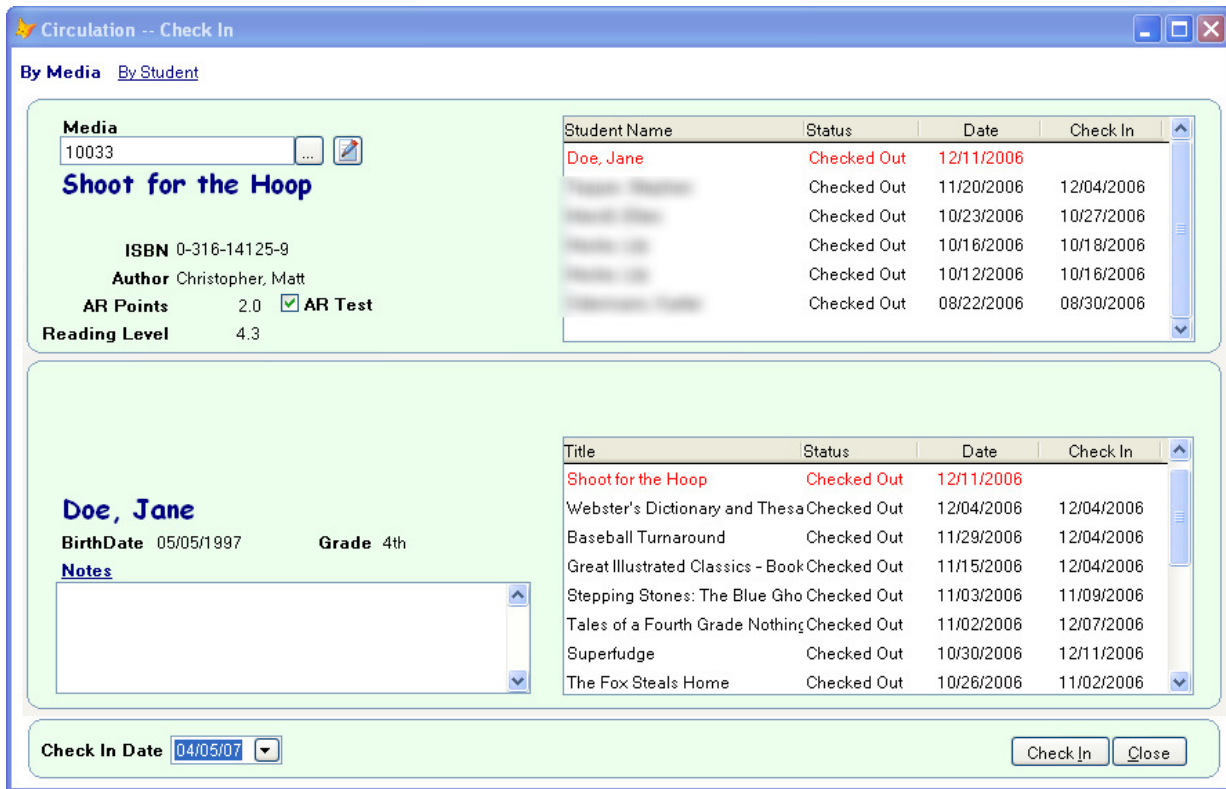 Circulation -- Check In
By Media By Student
Media
10033 ...
Shoot for the Hoop
ISBN 0-316-14125-9
Author Christopher, Matt
AR Points 2.0 AR Test
Reading Level 4.3
Student Name Status Date Check In
Doe, Jane Checked Out 12/11/2006
Checked Out 11/20/2006 12/04/2006
Checked Out 10/23/2006 10/27/2006
Checked Out 10/16/2006 10/18/2006
Checked Out 10/12/2006 10/16/2006
Checked Out 08/22/2006 08/30/2006
Doe, Jane
BirthDate 05/05/1997 Grade 4th
Notes
Title Status Date Check In
Shoot for the Hoop Checked Out 12/11/2006
Webster's Dictionary and Thesa Checked Out 12/04/2006 12/04/2006
Baseball Turnaround Checked Out 11/29/2006 12/04/2006
Great Illustrated Classics - Book Checked Out 11/15/2006 12/04/2006
Stepping Stones: The Blue Gho Checked Out 11/03/2006 11/09/2006
Tales of a Fourth Grade Nothing Checked Out 11/02/2006 12/07/2006
Superfudge Checked Out 10/30/2006 12/11/2006
The Fox Steals Home Checked Out 10/26/2006 11/02/2006
Check In Date 04/05/07 Check In Close